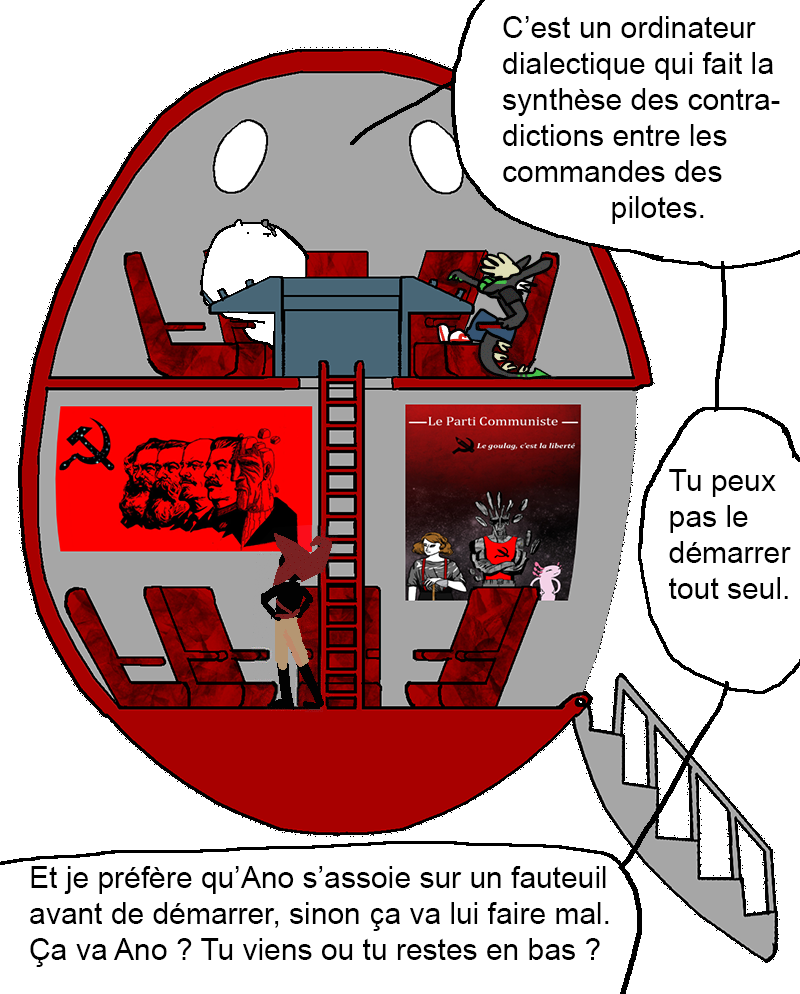 C’est un ordinateur
dialectique qui fait la
synthèse des contra-
dictions entre les
commandes des
pilotes.
Le Parti Communiste
Le goulag, c'est la liberté
Tu peux
pas le
démarrer
tout seul.
Et je préfère qu’Ano s’assoie sur un fauteuil
avant de démarrer, sinon ça va lui faire mal.
Ça va Ano ? Tu viens ou tu restes en bas ?